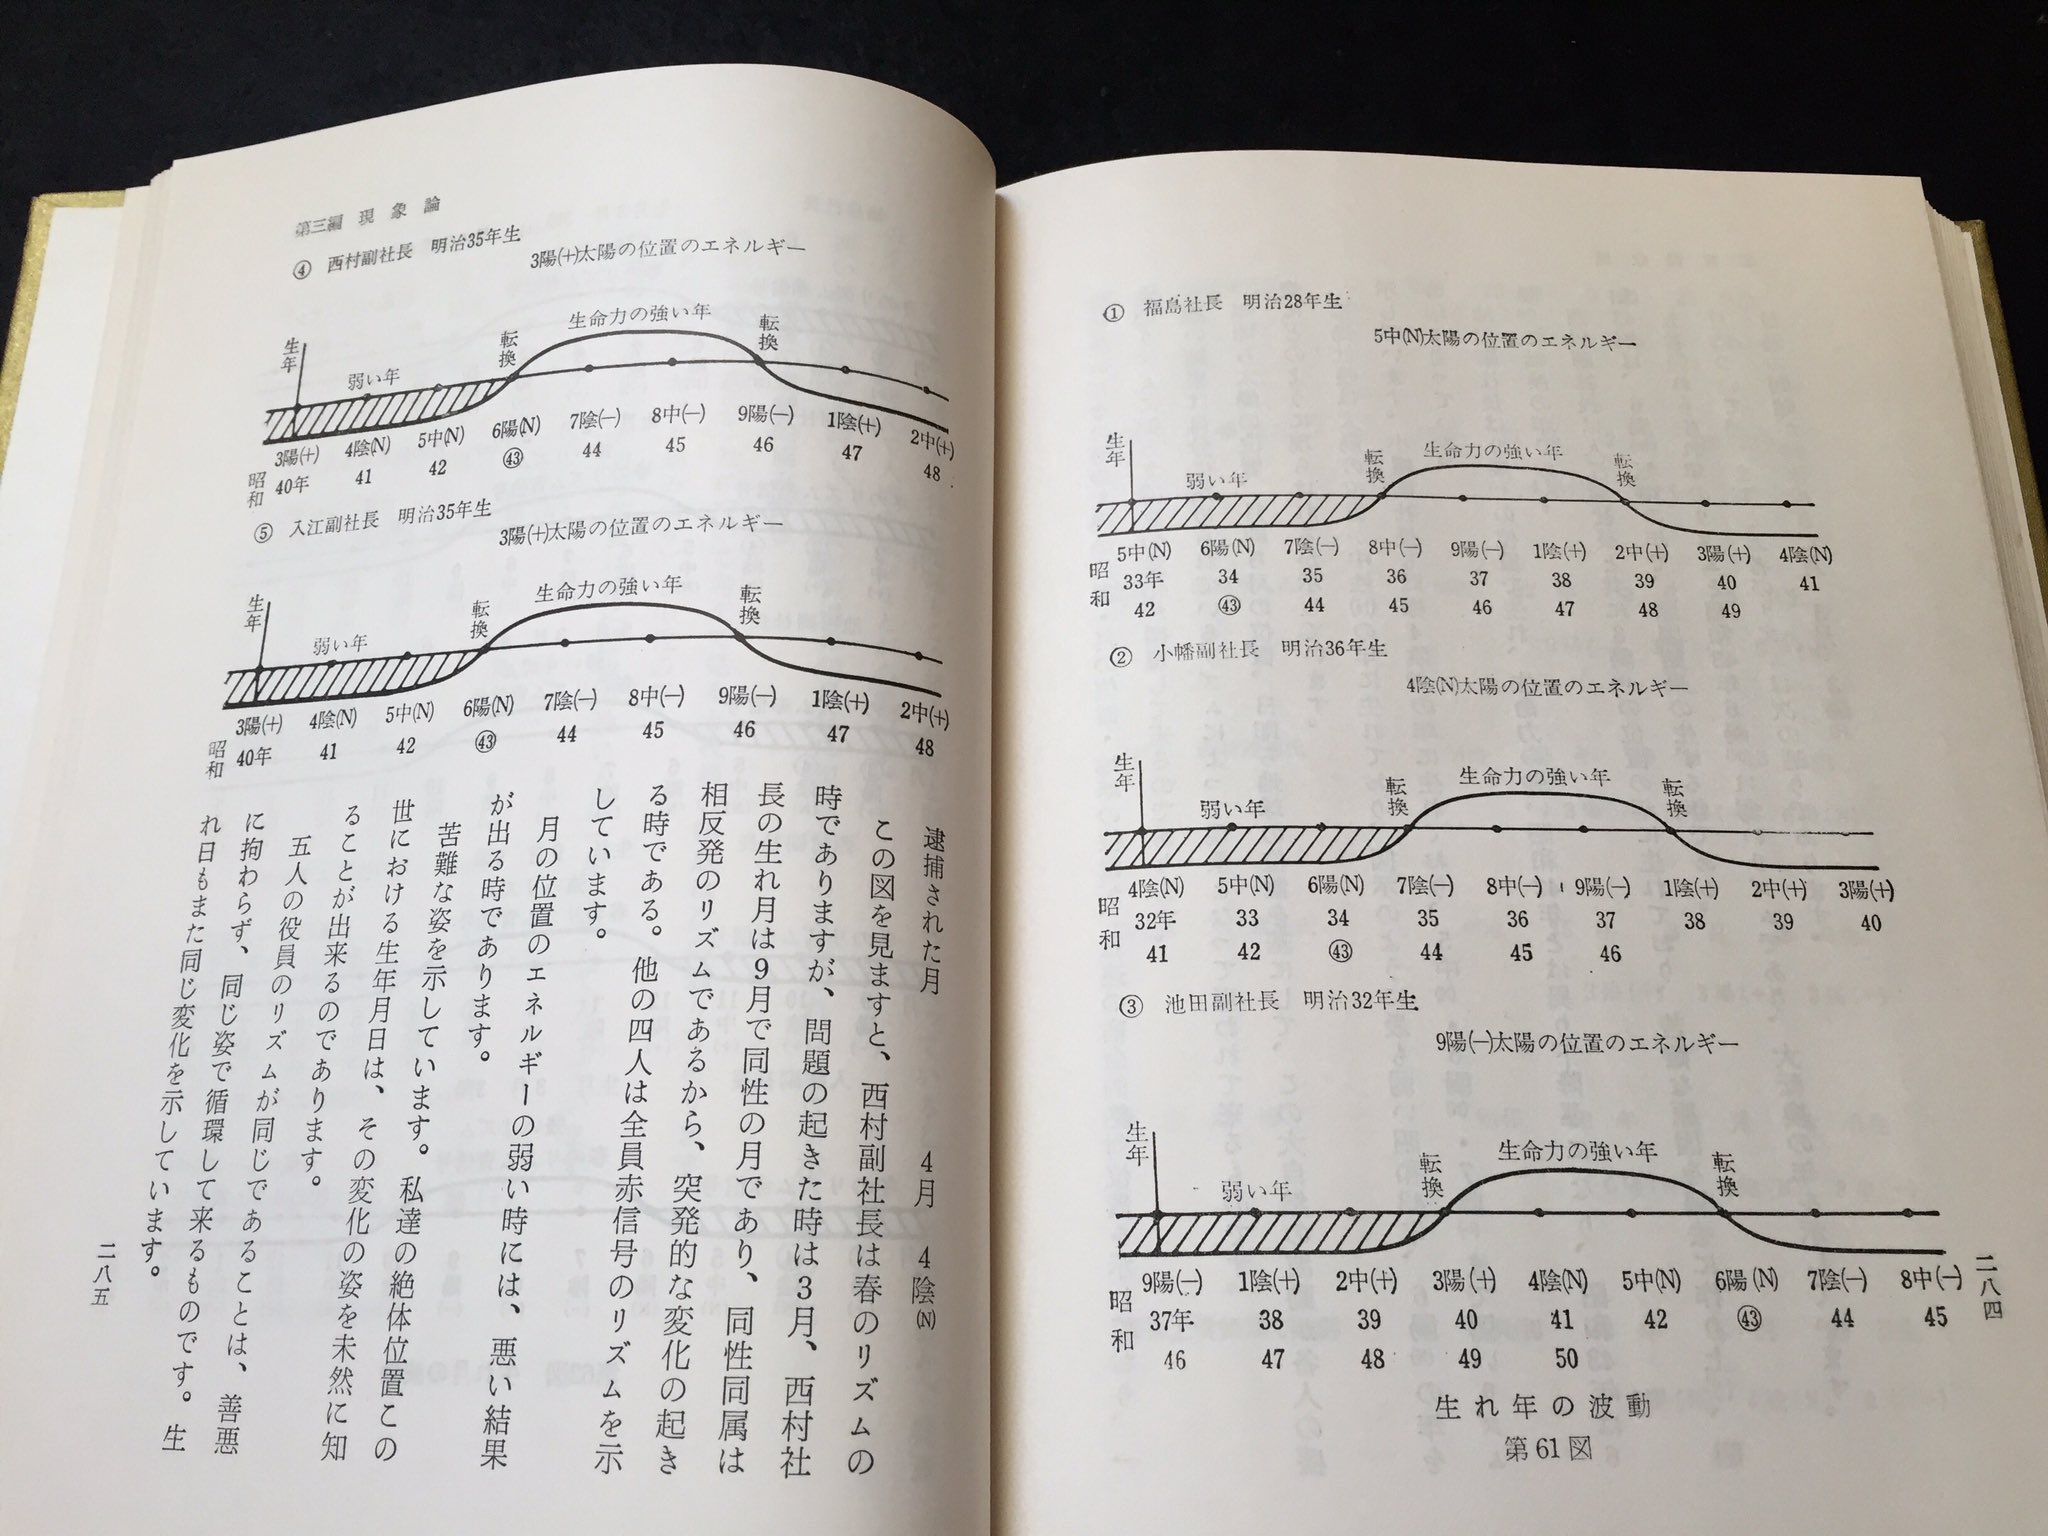 ① 福島社長 明治28年生
5中(N)太陽の位置のエネルギー
生年
弱い年
転換
生命力の強い年
転換
5中(N) 6陽(N) 7陰(−) 8中(−) 9陽(−) 1陰(+) 2中(+) 3陽(+) 4陰(N)
昭和
33年 34 35 36 37 38 39 40 41
42 ㊸ 44 45 46 47 48 49
② 小幡副社長 明治36年生
4陰(N)太陽の位置のエネルギー
生年
弱い年
転換
生命力の強い年
転換
4陰(N) 5中(N) 6陽(N) 7陰(−) 8中(−) 9陽(−) 1陰(+) 2中(+) 3陽(+)
昭和
32年 33 34 35 36 37 38 39 40
41 42 ㊸ 44 45 46
③ 池田副社長 明治32年生
9陽(−)太陽の位置のエネルギー
生年
弱い年
転換
生命力の強い年
転換
9陽(−) 1陰(+) 2中(+) 3陽(+) 4陰(N) 5中(N) 6陽(N) 7陰(−) 8中(−)
昭和
37年 38 39 40 41 42 ㊸ 44 45
46 47 48 49 50
生れ年の波動
第61図
二八四
第三編 現象論
④ 西村副社長 明治35年生
3陽(+)太陽の位置のエネルギー
生年
弱い年
転換
生命力の強い年
転換
3陽(+) 4陰(N) 5中(N) 6陽(N) 7陰(−) 8中(−) 9陽(−) 1陰(+) 2中(+)
昭和
40年 41 42 ㊸ 44 45 46 47 48
⑤ 入江副社長 明治35年生
3陽(+)太陽の位置のエネルギー
生年
弱い年
転換
生命力の強い年
転換
3陽(+) 4陰(N) 5中(N) 6陽(N) 7陰(−) 8中(−) 9陽(−) 1陰(+) 2中(+)
昭和
40年 41 42 ㊸ 44 45 46 47 48
逮捕された月 4月 4陰(N)
この図を見ますと、西村副社長は春のリズムの
時でありますが、問題の起きた時は3月、西村社
長の生れ月は9月で同性の月であり、同性同属は
相反発のリズムであるから、突発的な変化の起き
る時である。他の四人は全員赤信号のリズムを示
しています。
月の位置のエネルギーの弱い時には、悪い結果
が出る時であります。
苦難な姿を示しています。私達の絶体位置この
世における生年月日は、その変化の姿を未然に知
ることが出来るのであります。
五人の役員のリズムが同じであることは、善悪
に拘わらず、同じ姿で循環して来るものです。生
れ日もまた同じ変化を示しています。
二八五